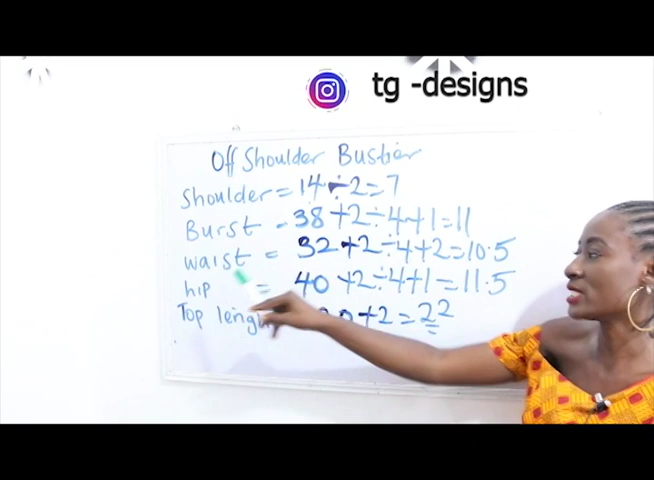 tg -designs
Off Shoulder Bustier
Shoulder = 14 ÷ 2 = 7
Burst = 38 + 2 ÷ 4 + 1 = 11
waist = 32 + 2 ÷ 4 + 2 = 10.5
hip = 40 + 2 ÷ 4 + 1 = 11.5
Top + 2 = 22